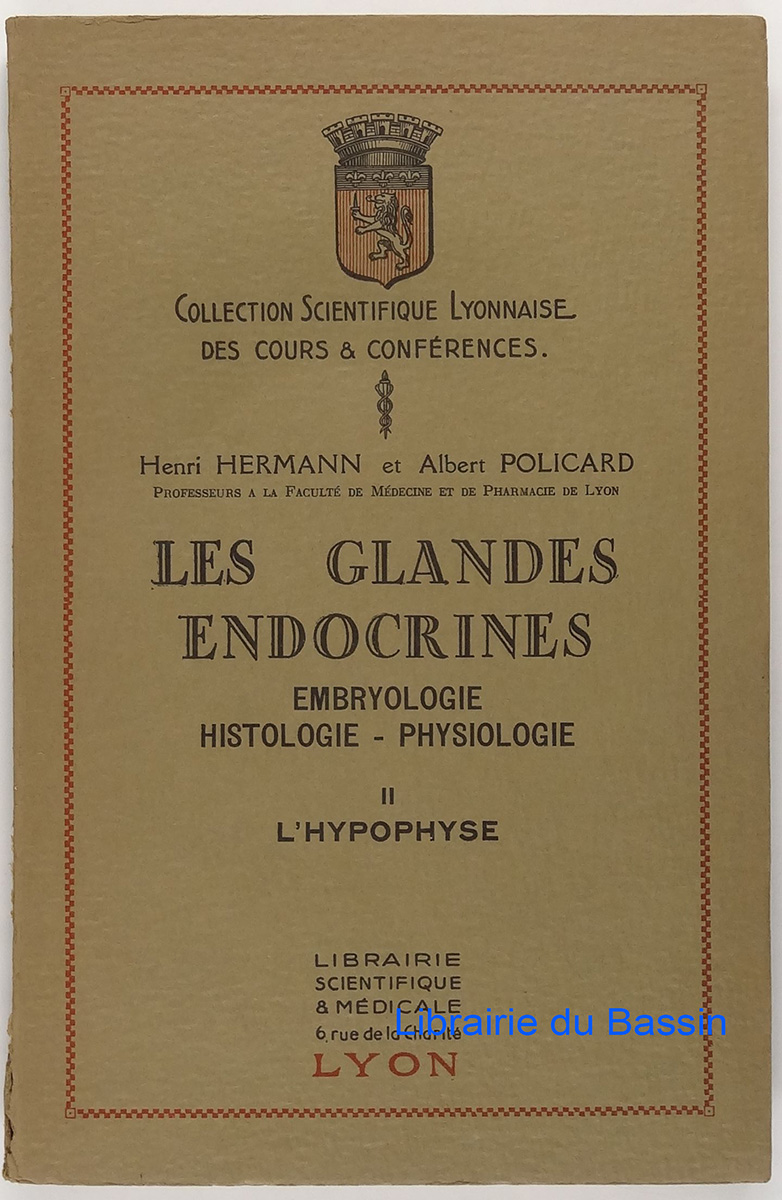 COLLECTION SCIENTIFIQUE LYONNAISE
DES COURS & CONFÉRENCES.
Henri HERMANN et Albert POLICARD
PROFESSEURS A LA FACULTÉ DE MÉDECINE ET DE PHARMACIE DE LYON
LES GLANDES
ENDOCRINES
EMBRYOLOGIE
HISTOLOGIE - PHYSIOLOGIE
II
L'HYPOPHYSE
LIBRAIRIE
SCIENTIFIQUE
& MÉDICALE
6, rue de la Charité
Librairie du Bassin
LYON